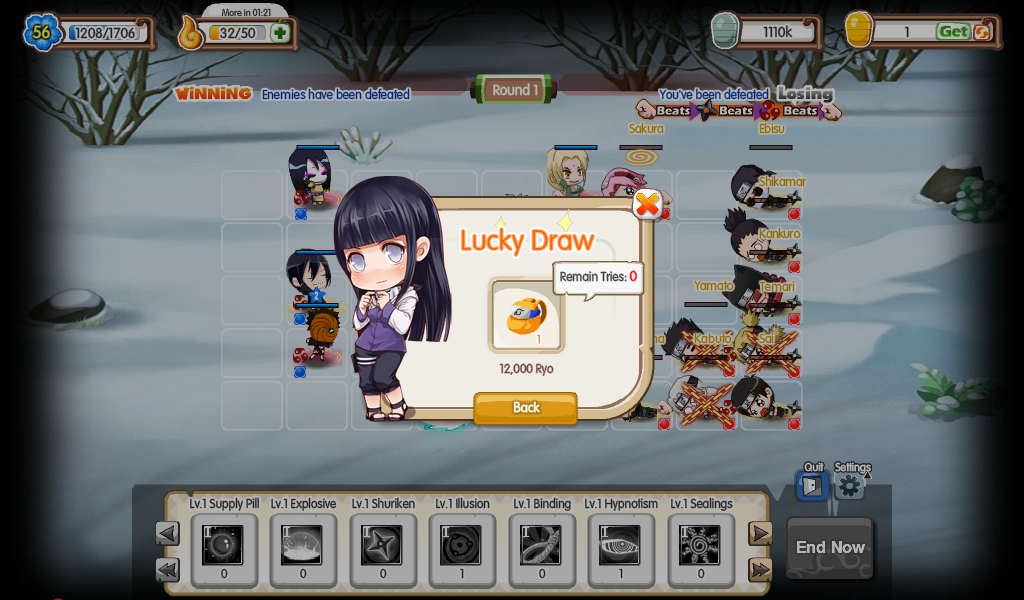 More in 01:21
56
1208/1706
32/50
1110k
1
Get
WINNING
Enemies have been defeated
Round 1
You've been defeated
Losing
Beats
Beats
Beats
Sakura
Ebisu
Shikamar
Kankuro
Yamato
Temari
Kabuto
Sai
2
Lucky Draw
Remain Tries: 0
1
12,000 Ryo
Back
Quit
Settings
Lv.1 Supply Pill
Lv.1 Explosive
Lv.1 Shuriken
Lv.1 Illusion
Lv.1 Binding
Lv.1 Hypnotism
Lv.1 Sealings
I
I
I
I
I
I
I
0
0
0
1
0
1
0
End Now